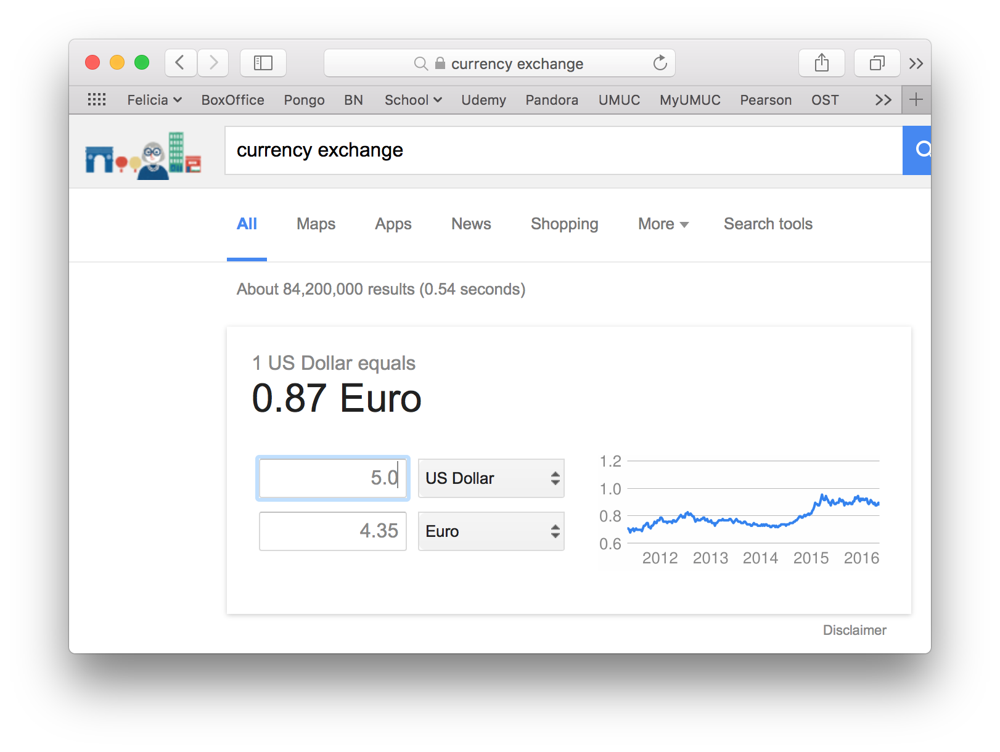 currency exchange
Felicia BoxOffice Pongo BN School Udemy Pandora UMUC MyUMUC Pearson OST
currency exchange
All Maps Apps News Shopping More Search tools
About 84,200,000 results (0.54 seconds)
1 US Dollar equals
0.87 Euro
5.0 US Dollar
4.35 Euro
1.2
1.0
0.8
0.6
2012 2013 2014 2015 2016
Disclaimer